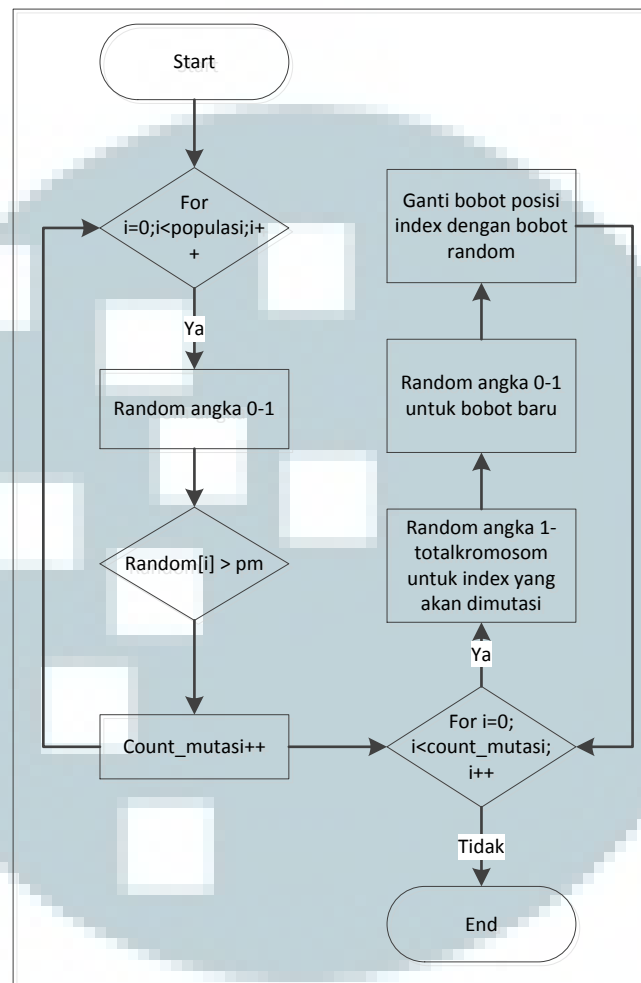 Start
For
i=0;i<populasi;i+
+
Ya
Random angka 0-1
Random[i] > pm
Count_mutasi++
For i=0;
i<count_mutasi;
i++
Ya
Random angka 1-
totalkromosom
untuk index yang
akan dimutasi
Random angka 0-1
untuk bobot baru
Ganti bobot posisi
index dengan bobot
random
Tidak
End